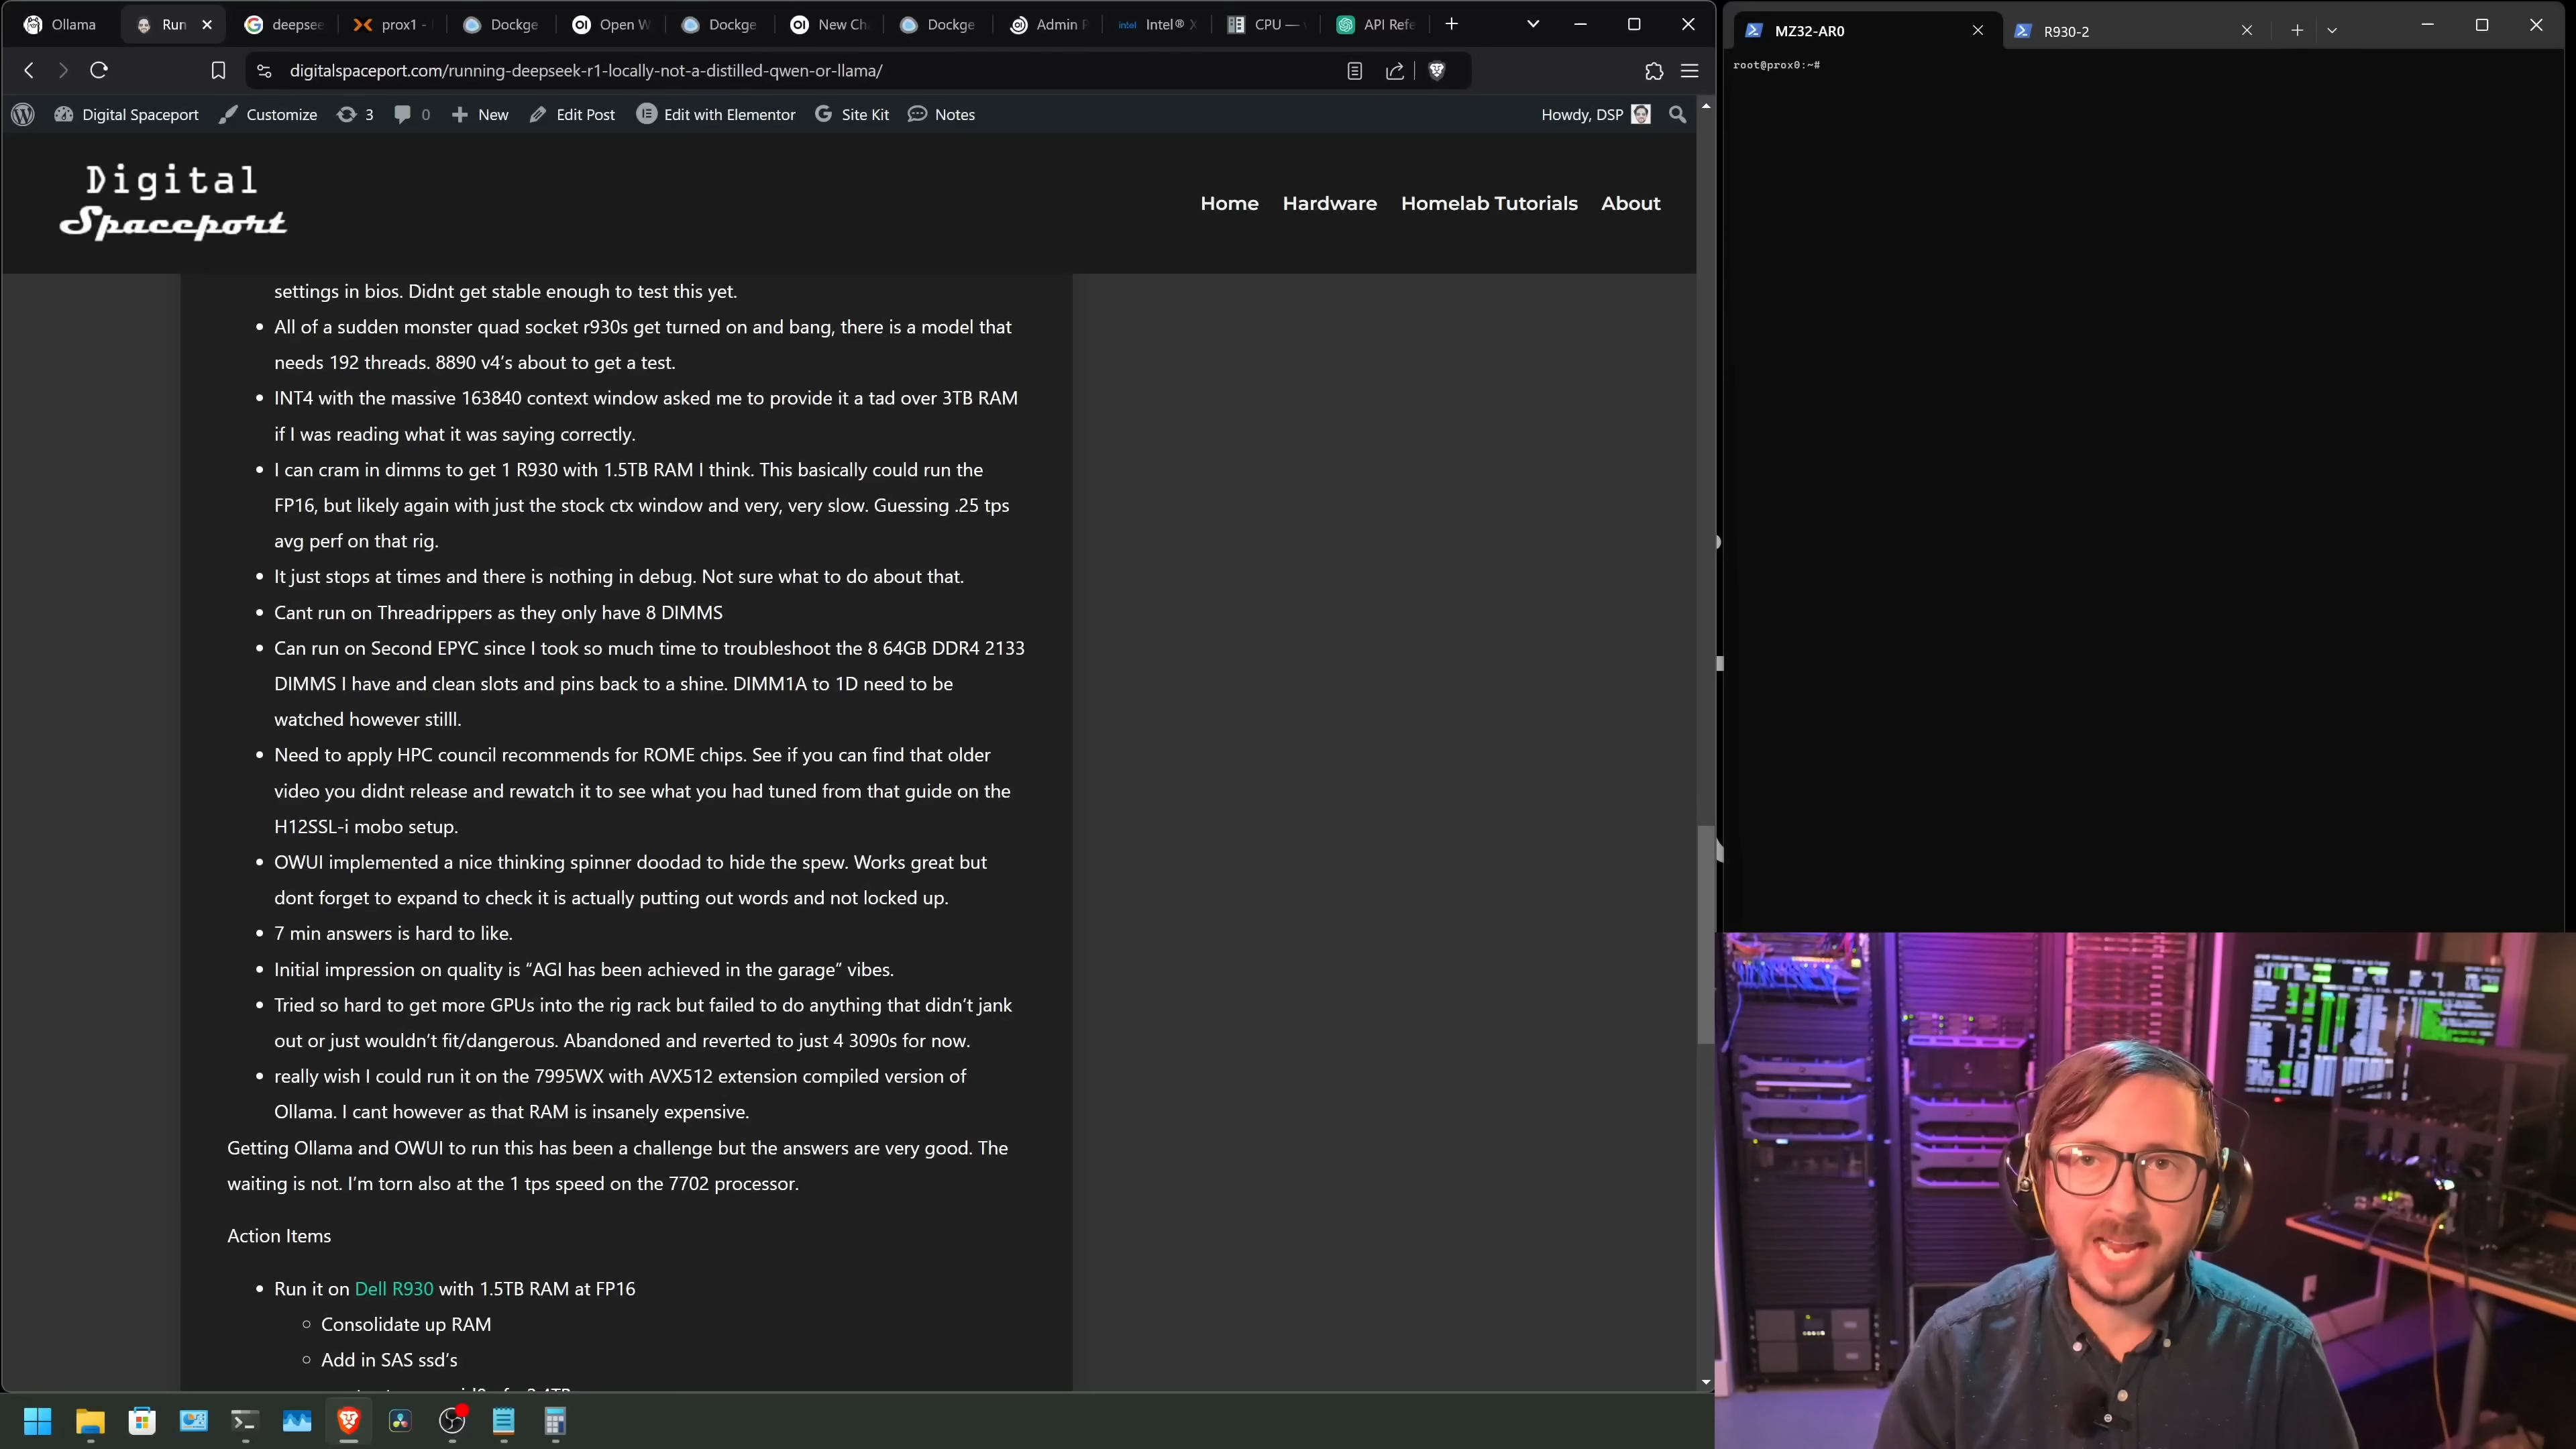 Ollama
Run
deepsee
prox1 -
Dockge
Open W
Dockge
New Ch
Dockge
Admin P
intel
Intel® X
CPU —
API Refe
MZ32-AR0
R930-2
digitalspaceport.com/running-deepseek-r1-locally-not-a-distilled-qwen-or-llama/
root@prox0:~#
Digital Spaceport
Customize
3
0
New
Edit Post
Edit with Elementor
Site Kit
Notes
Howdy, DSP
Digital
Spaceport
Home
Hardware
Homelab Tutorials
About
settings in bios. Didnt get stable enough to test this yet.
All of a sudden monster quad socket r930s get turned on and bang, there is a model that
needs 192 threads. 8890 v4’s about to get a test.
INT4 with the massive 163840 context window asked me to provide it a tad over 3TB RAM
if I was reading what it was saying correctly.
I can cram in dimms to get 1 R930 with 1.5TB RAM I think. This basically could run the
FP16, but likely again with just the stock ctx window and very, very slow. Guessing .25 tps
avg perf on that rig.
It just stops at times and there is nothing in debug. Not sure what to do about that.
Cant run on Threadrippers as they only have 8 DIMMS
Can run on Second EPYC since I took so much time to troubleshoot the 8 64GB DDR4 2133
DIMMS I have and clean slots and pins back to a shine. DIMM1A to 1D need to be
watched however stilll.
Need to apply HPC council recommends for ROME chips. See if you can find that older
video you didnt release and rewatch it to see what you had tuned from that guide on the
H12SSL-i mobo setup.
OWUI implemented a nice thinking spinner doodad to hide the spew. Works great but
dont forget to expand to check it is actually putting out words and not locked up.
7 min answers is hard to like.
Initial impression on quality is “AGI has been achieved in the garage” vibes.
Tried so hard to get more GPUs into the rig rack but failed to do anything that didn’t jank
out or just wouldn’t fit/dangerous. Abandoned and reverted to just 4 3090s for now.
really wish I could run it on the 7995WX with AVX512 extension compiled version of
Ollama. I cant however as that RAM is insanely expensive.
Getting Ollama and OWUI to run this has been a challenge but the answers are very good. The
waiting is not. I’m torn also at the 1 tps speed on the 7702 processor.
Action Items
Run it on Dell R930 with 1.5TB RAM at FP16
Consolidate up RAM
Add in SAS ssd’s